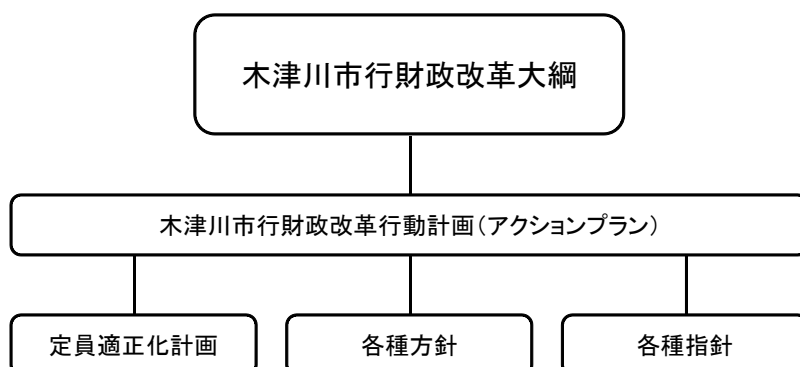 木津川市行財政改革大綱
木津川市行財政改革行動計画（アクションプラン）
定員適正化計画
各種方針
各種指針